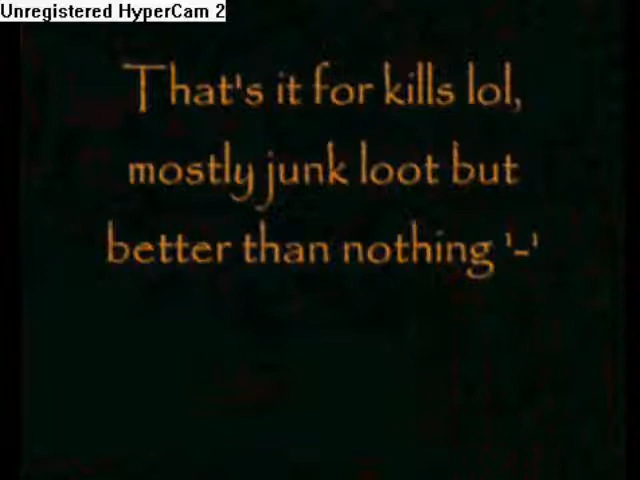 Unregistered HyperCam 2
That's it for kills lol,
mostly junk loot but
better than nothing '-'